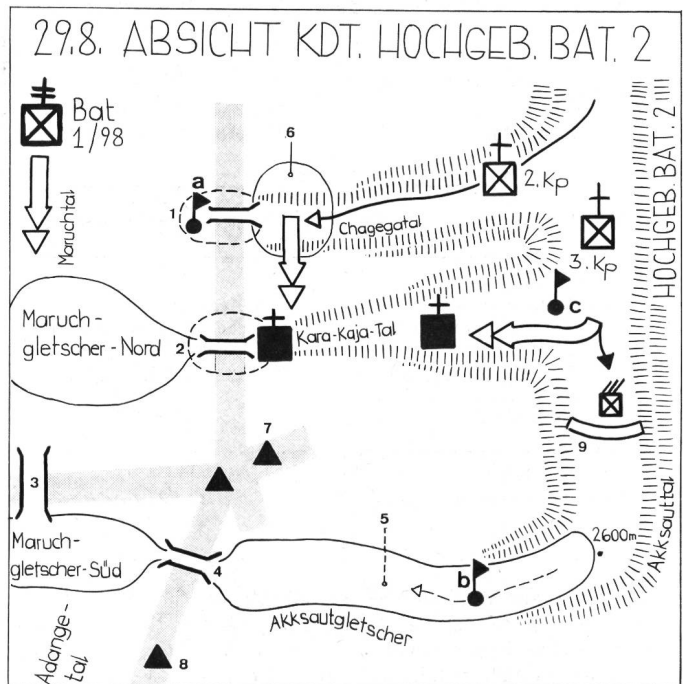 29.8. ABSICHT KDT. HOCHGEB. BAT. 2
Bat
1/98
Maruchtal
6
a
1
2. Kp
Chagegatal
3. Kp
HOCHGEB. BAT. 2
c
Maruch-
gletscher-Nord
2
Kara-Kaja-Tal
7
9
3
5
2600m
Akksauttal
Maruch-
gletscher-Süd
4
b
Akksautgletscher
Adange-
tal
8